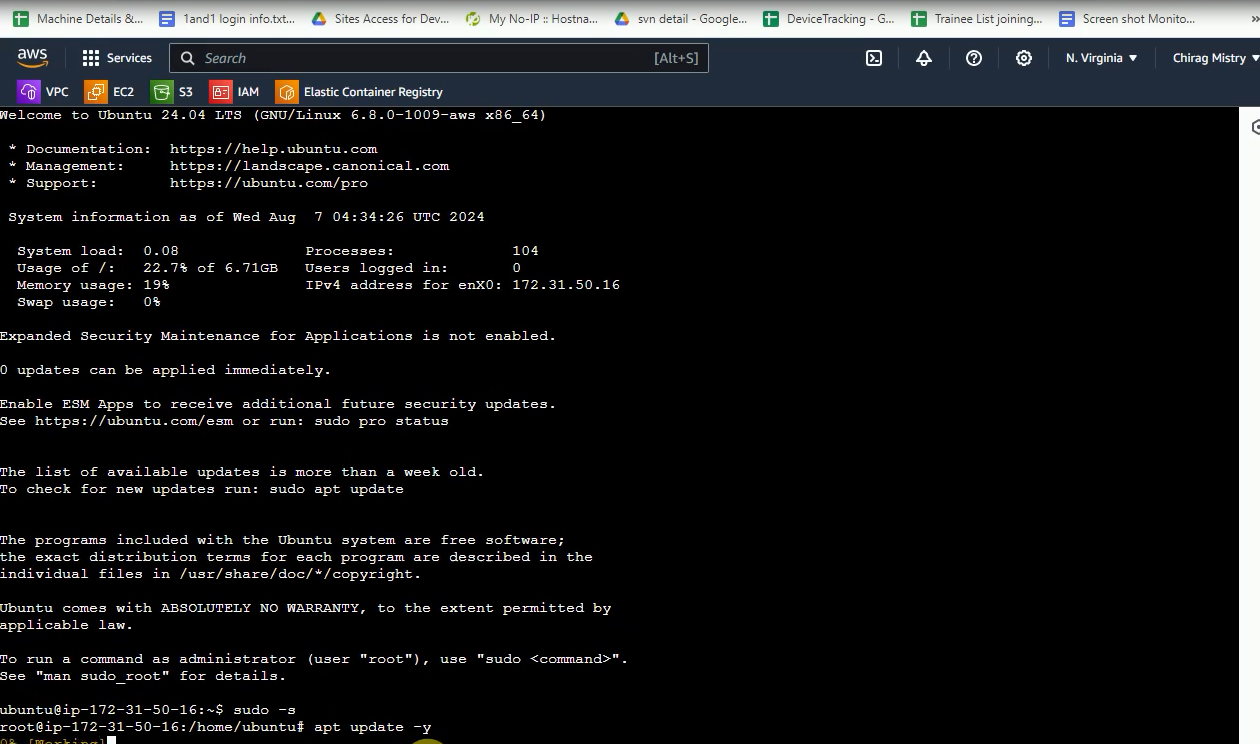 Machine Details &... 1and1 login info.txt... Sites Access for Dev... My No-IP :: Hostna... svn detail - Google... DeviceTracking - G... Trainee List joining... Screen shot Monito... »
aws Services Search [Alt+S] N. Virginia ▼ Chirag Mistry ▼
VPC EC2 S3 IAM Elastic Container Registry
Welcome to Ubuntu 24.04 LTS (GNU/Linux 6.8.0-1009-aws x86_64)
* Documentation: https://help.ubuntu.com
* Management: https://landscape.canonical.com
* Support: https://ubuntu.com/pro
System information as of Wed Aug 7 04:34:26 UTC 2024
System load: 0.08 Processes: 104
Usage of /: 22.7% of 6.71GB Users logged in: 0
Memory usage: 19% IPv4 address for enX0: 172.31.50.16
Swap usage: 0%
Expanded Security Maintenance for Applications is not enabled.
0 updates can be applied immediately.
Enable ESM Apps to receive additional future security updates.
See https://ubuntu.com/esm or run: sudo pro status
The list of available updates is more than a week old.
To check for new updates run: sudo apt update
The programs included with the Ubuntu system are free software;
the exact distribution terms for each program are described in the
individual files in /usr/share/doc/*/copyright.
Ubuntu comes with ABSOLUTELY NO WARRANTY, to the extent permitted by
applicable law.
To run a command as administrator (user "root"), use "sudo <command>".
See "man sudo_root" for details.
ubuntu@ip-172-31-50-16:~$ sudo -s
root@ip-172-31-50-16:/home/ubuntu# apt update -y
0% [Working]